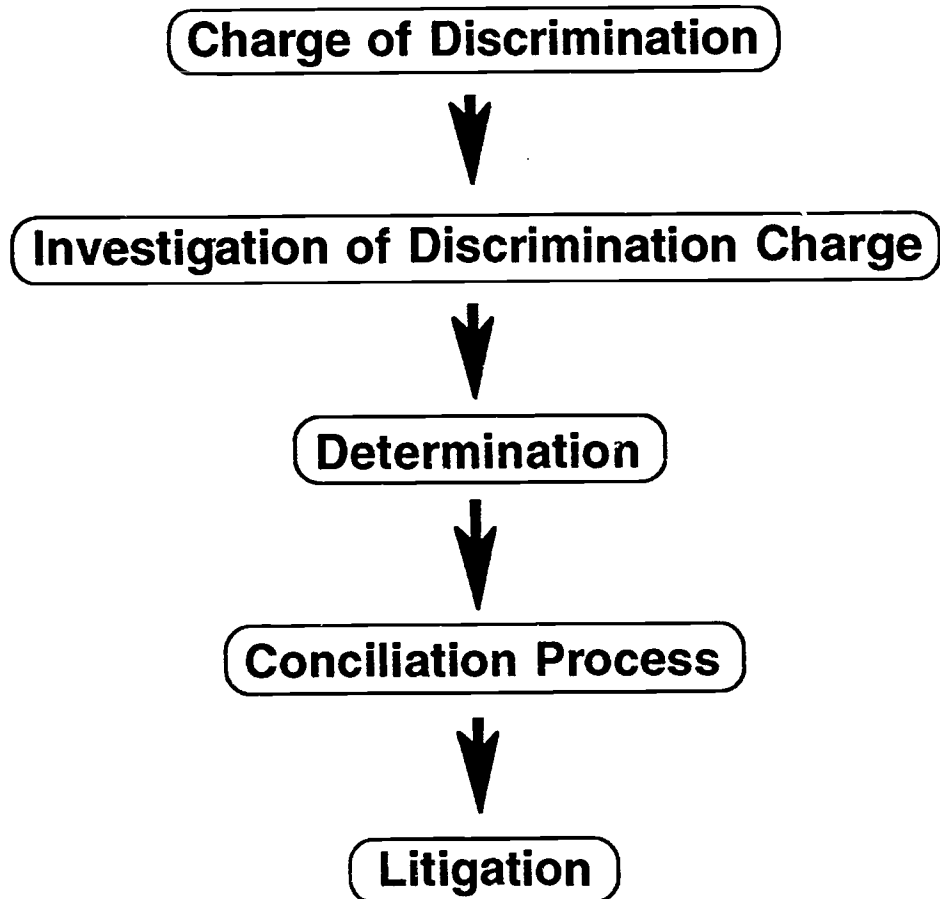 Charge of Discrimination
Investigation of Discrimination Charge
Determination
Conciliation Process
Litigation